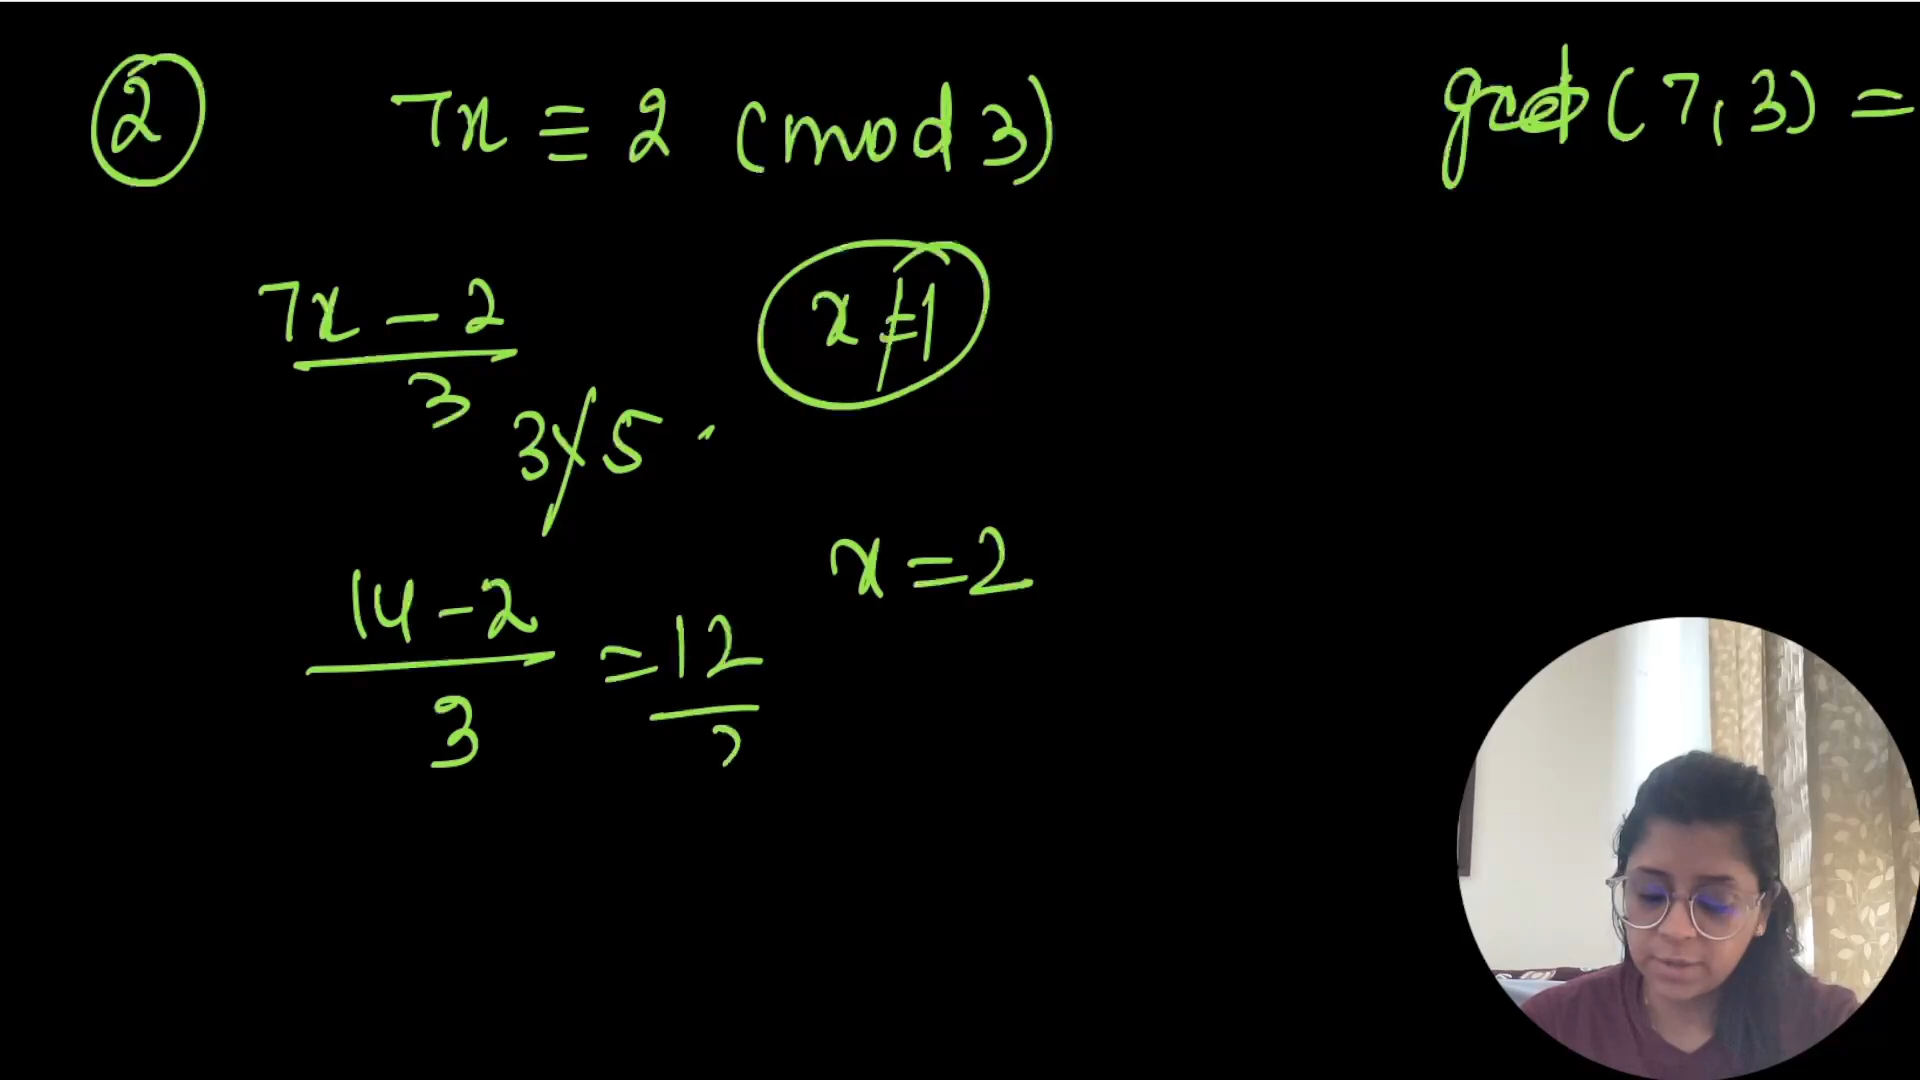 ② 7x ≡ 2 (mod 3) gcd (7, 3) =
7x - 2 / 3
x ≠ 1
3 ∤ 5
x = 2
14 - 2 / 3 = 12 /